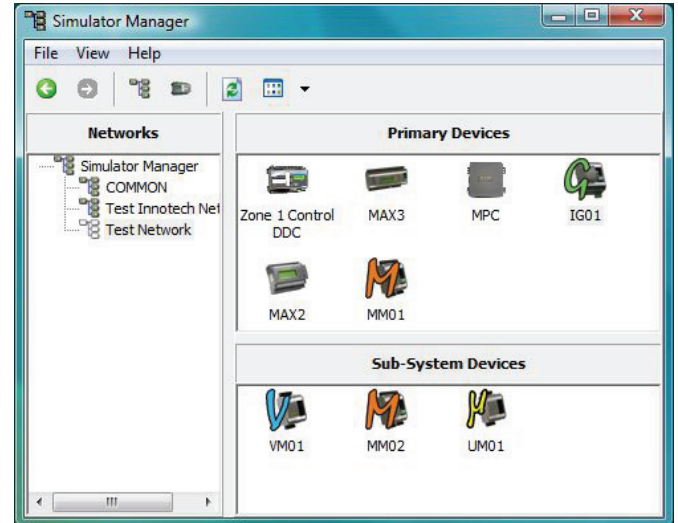 Simulator Manager
File View Help
Networks
Simulator Manager
COMMON
Test Innotech Net
Test Network
Primary Devices
Zone 1 Control
DDC
MAX3
MPC
IG01
MAX2
MM01
Sub-System Devices
VM01
MM02
UM01